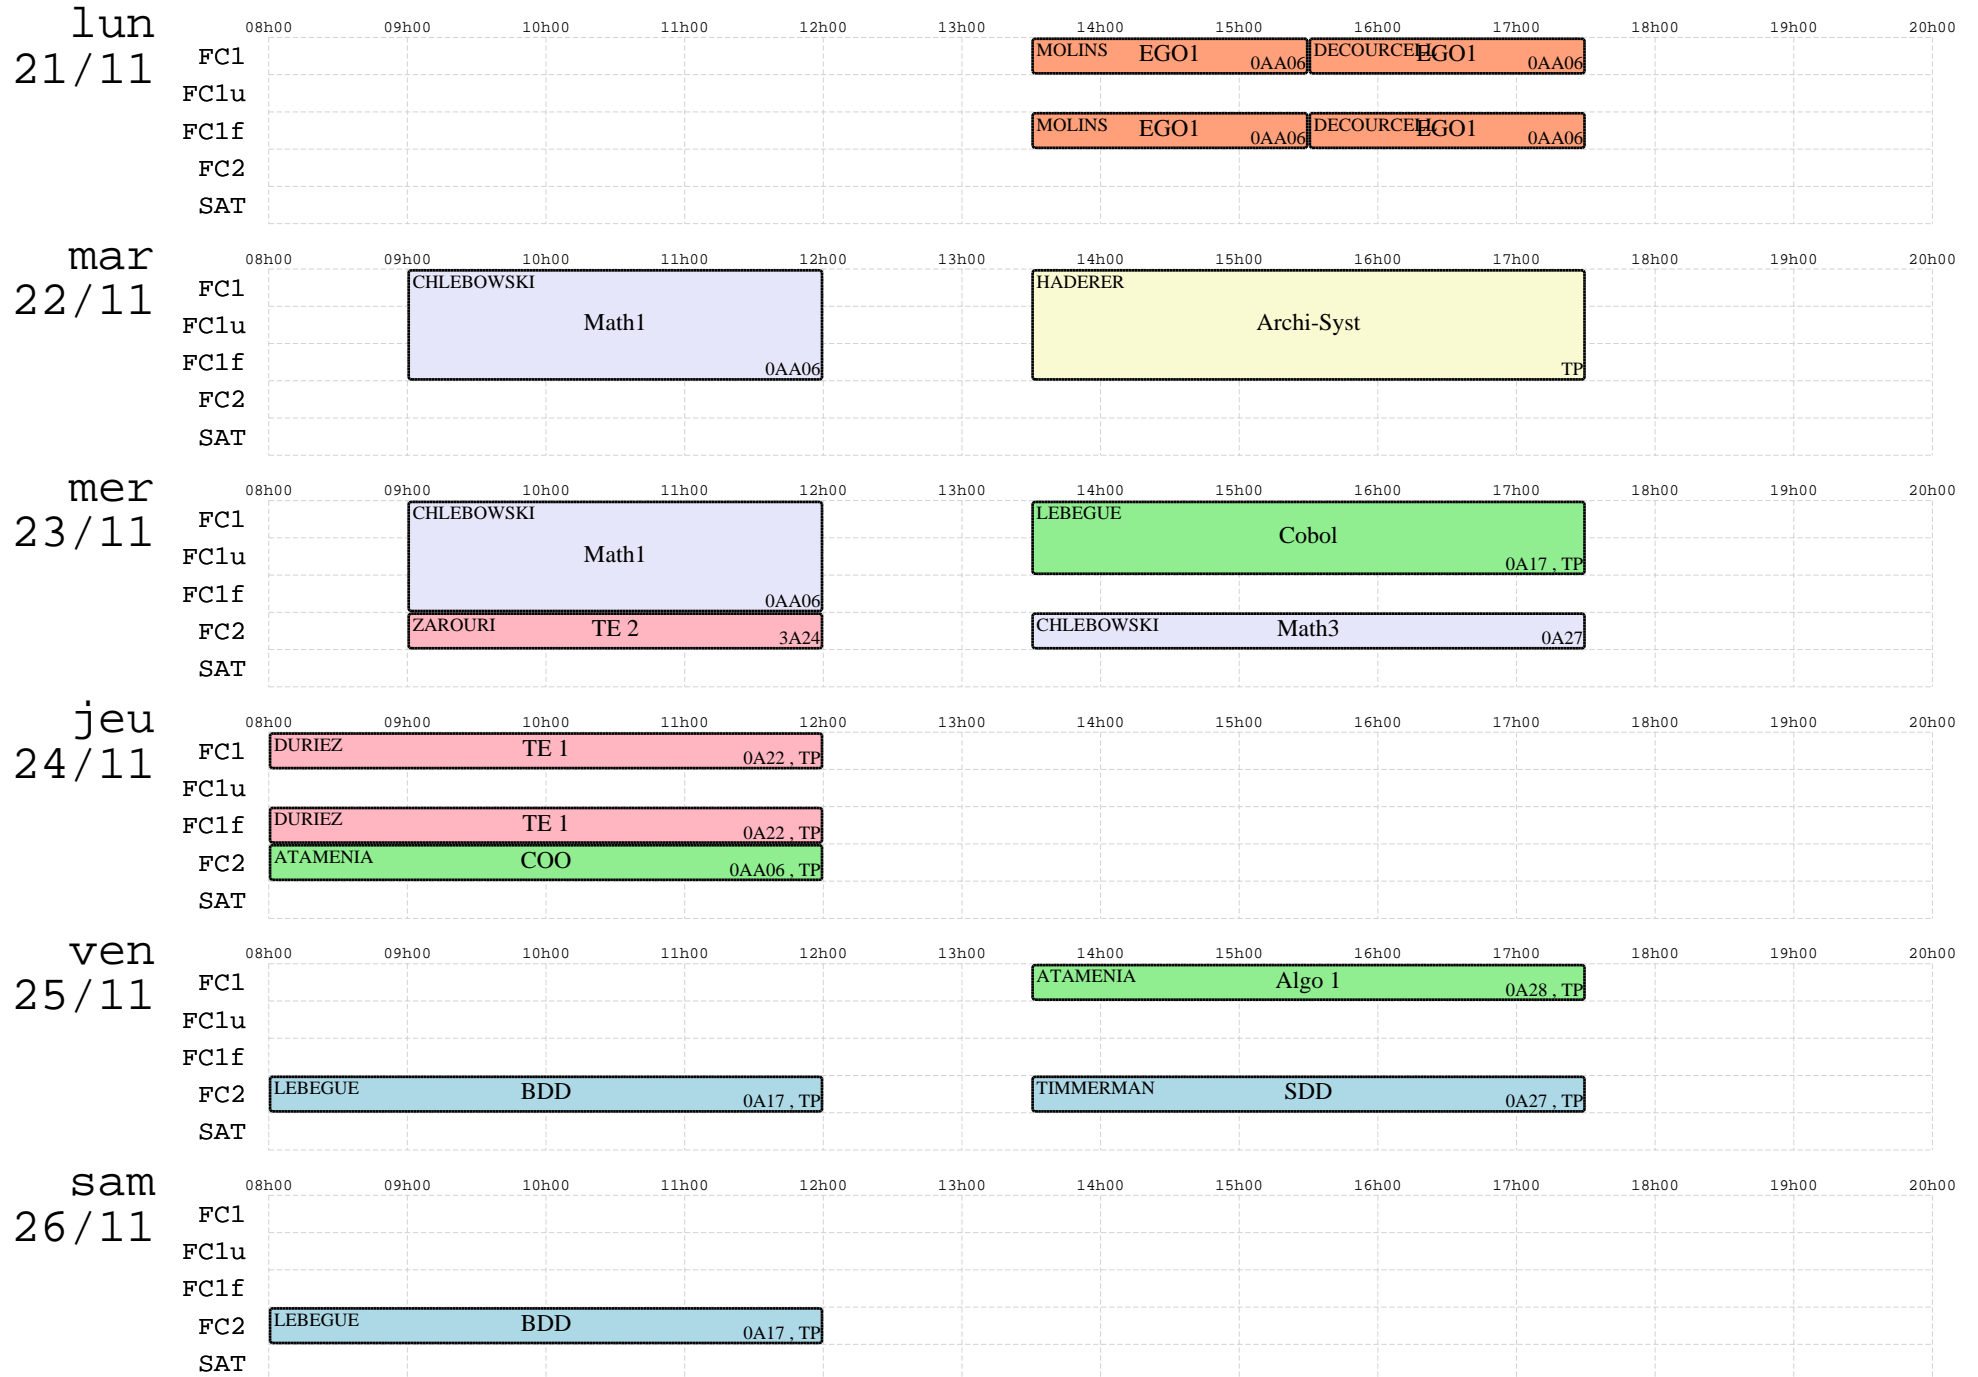 lun
21/11
08h00 09h00 10h00 11h00 12h00 13h00 14h00 15h00 16h00 17h00 18h00 19h00 20h00
FC1 MOLINS EGO1 0AA06 DECOURCELL EGO1 0AA06
FC1u
FC1f MOLINS EGO1 0AA06 DECOURCELL EGO1 0AA06
FC2
SAT
mar
22/11
08h00 09h00 10h00 11h00 12h00 13h00 14h00 15h00 16h00 17h00 18h00 19h00 20h00
FC1 CHLEBOWSKI HADERER
FC1u Math1 Archi-Syst
FC1f 0AA06 TP
FC2
SAT
mer
23/11
08h00 09h00 10h00 11h00 12h00 13h00 14h00 15h00 16h00 17h00 18h00 19h00 20h00
FC1 CHLEBOWSKI LEBEGUE Cobol
FC1u Math1 0A17 , TP
FC1f 0AA06
FC2 ZAROURI TE 2 3A24 CHLEBOWSKI Math3 0A27
SAT
jeu
24/11
08h00 09h00 10h00 11h00 12h00 13h00 14h00 15h00 16h00 17h00 18h00 19h00 20h00
FC1 DURIEZ TE 1 0A22 , TP
FC1u
FC1f DURIEZ TE 1 0A22 , TP
FC2 ATAMENIA COO 0AA06 , TP
SAT
ven
25/11
08h00 09h00 10h00 11h00 12h00 13h00 14h00 15h00 16h00 17h00 18h00 19h00 20h00
FC1 ATAMENIA Algo 1 0A28 , TP
FC1u
FC1f
FC2 LEBEGUE BDD 0A17 , TP TIMMERMAN SDD 0A27 , TP
SAT
sam
26/11
08h00 09h00 10h00 11h00 12h00 13h00 14h00 15h00 16h00 17h00 18h00 19h00 20h00
FC1
FC1u
FC1f
FC2 LEBEGUE BDD 0A17 , TP
SAT